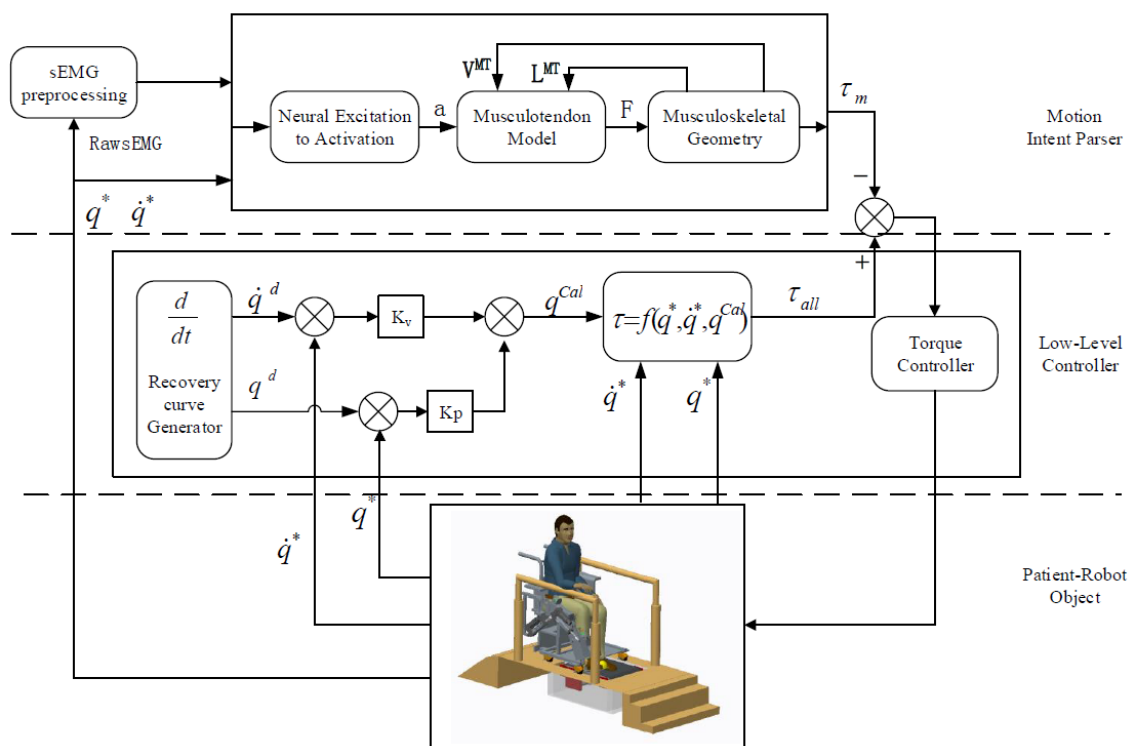 sEMG
preprocessing
RawsEMG
q* q̇*
Neural Excitation
to Activation
a
V^MT
L^MT
Musculotendon
Model
F
Musculoskeletal
Geometry
τ_m
−
+
Motion
Intent Parser
d/dt
Recovery
curve
Generator
q̇^d
q^d
K_v
Kp
q^Cal
τ=f(q*,q̇*,q^Cal)
τ_all
q̇*
q*
Torque
Controller
Low-Level
Controller
q*
q̇*
Patient-Robot
Object